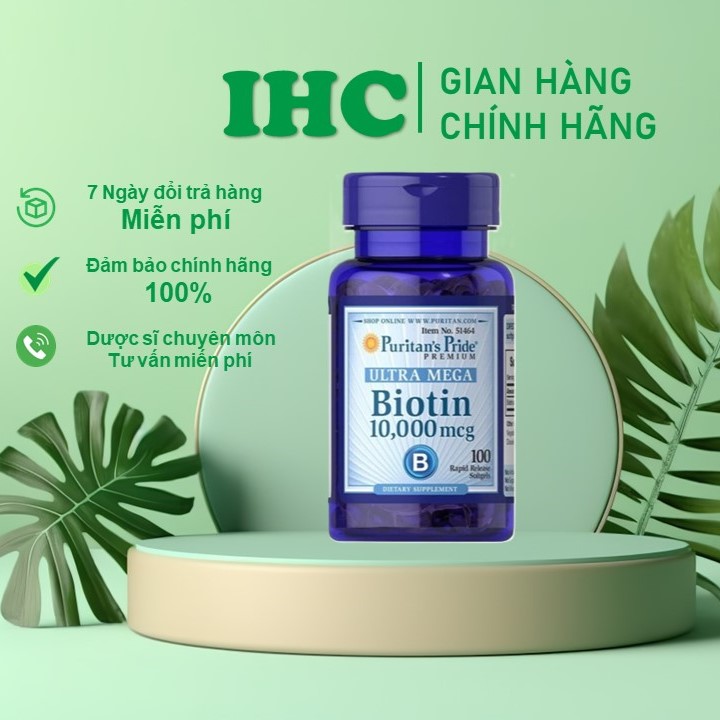 IHC
GIAN HÀNG
CHÍNH HÃNG
7 Ngày đổi trả hàng
Miễn phí
Đảm bảo chính hãng
100%
Dược sĩ chuyên môn
Tư vấn miễn phí
SHOP ONLINE WWW.PURITAN.COM
Item No. 51464
Puritan's Pride®
PREMIUM
ULTRA MEGA
Biotin
10,000 mcg
B
100
Rapid Release
Softgels
DIETARY SUPPLEMENT